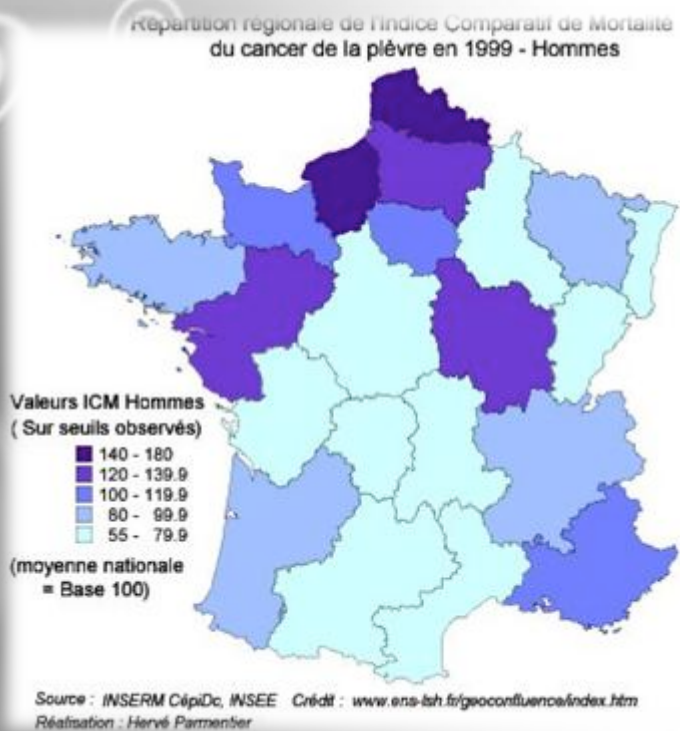 Répartition régionale de l'Indice Comparatif de Mortalité
du cancer de la plèvre en 1999 - Hommes
Valeurs ICM Hommes
( Sur seuils observés)
140 - 180
120 - 139.9
100 - 119.9
80 - 99.9
55 - 79.9
(moyenne nationale
= Base 100)
Source : INSERM CépiDc, INSEE Crédit : www.ens-lsh.fr/geoconfluence/index.htm
Réalisation : Hervé Parmentier